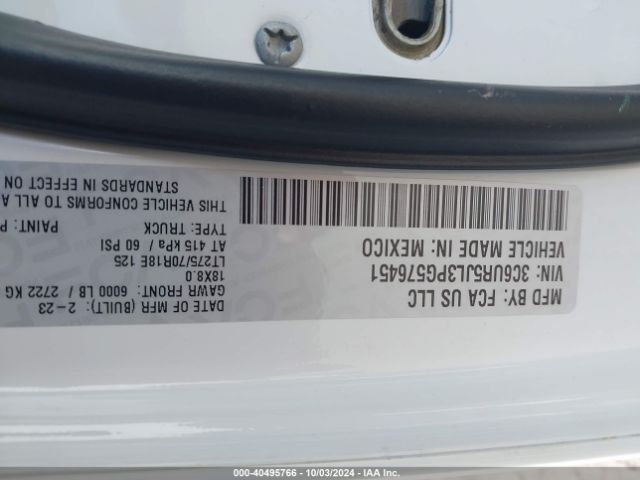 MFD BY: FCA US LLC
DATE OF MFR (BUILT): 2-23
GAWR FRONT: 6000 LB / 2722 KG
VIN: 3C6UR5JL3PG576451
18X8.0
LT275/70R18E 125
AT 415 kPa / 60 PSI
VEHICLE MADE IN: MEXICO
TYPE: TRUCK
PAINT: P
THIS VEHICLE CONFORMS TO ALL A
STANDARDS IN EFFECT ON
000-40495766 - 10/03/2024 - IAA Canada